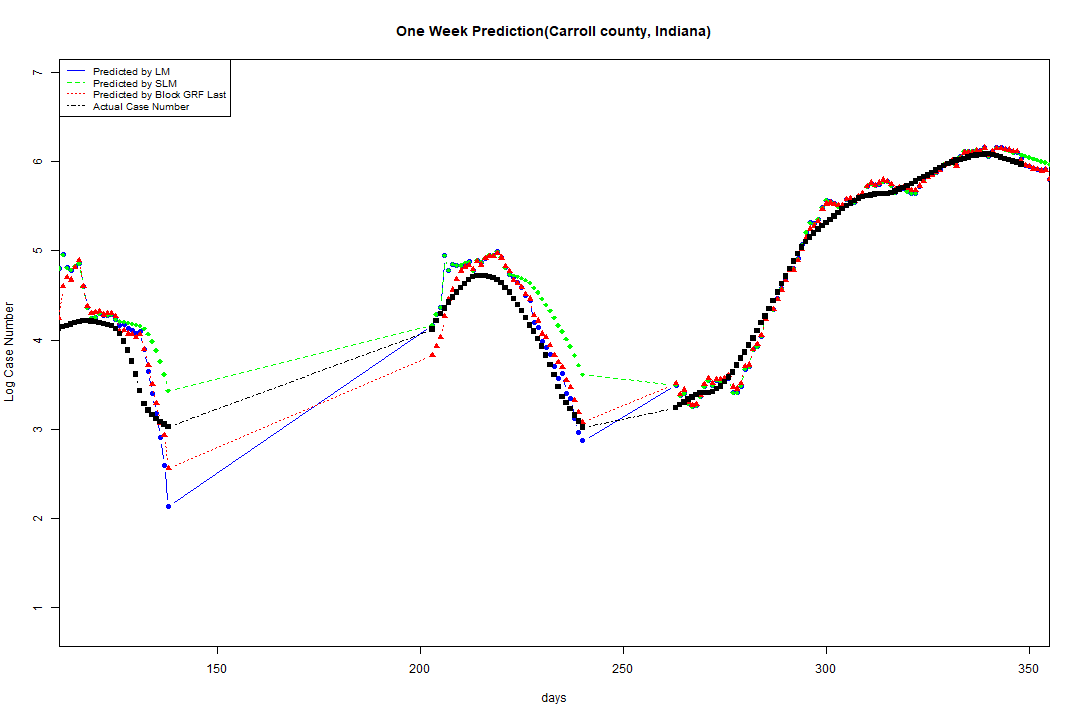 One Week Prediction(Carroll county, Indiana)
Predicted by LM
Predicted by SLM
Predicted by Block GRF Last
Actual Case Number
Log Case Number
7
6
5
4
3
2
1
150
200
250
300
350
days